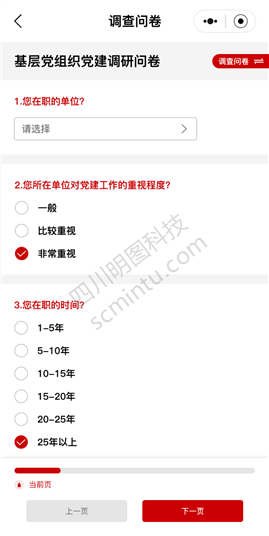 调查问卷
基层党组织党建调研问卷
调查问卷
1.您在职的单位?
请选择
2.您所在单位对党建工作的重视程度?
一般
比较重视
非常重视
四川明图科技
scmintu.com
3.您在职的时间?
1-5年
5-10年
10-15年
15-20年
20-25年
25年以上
当前页
上一页
下一页